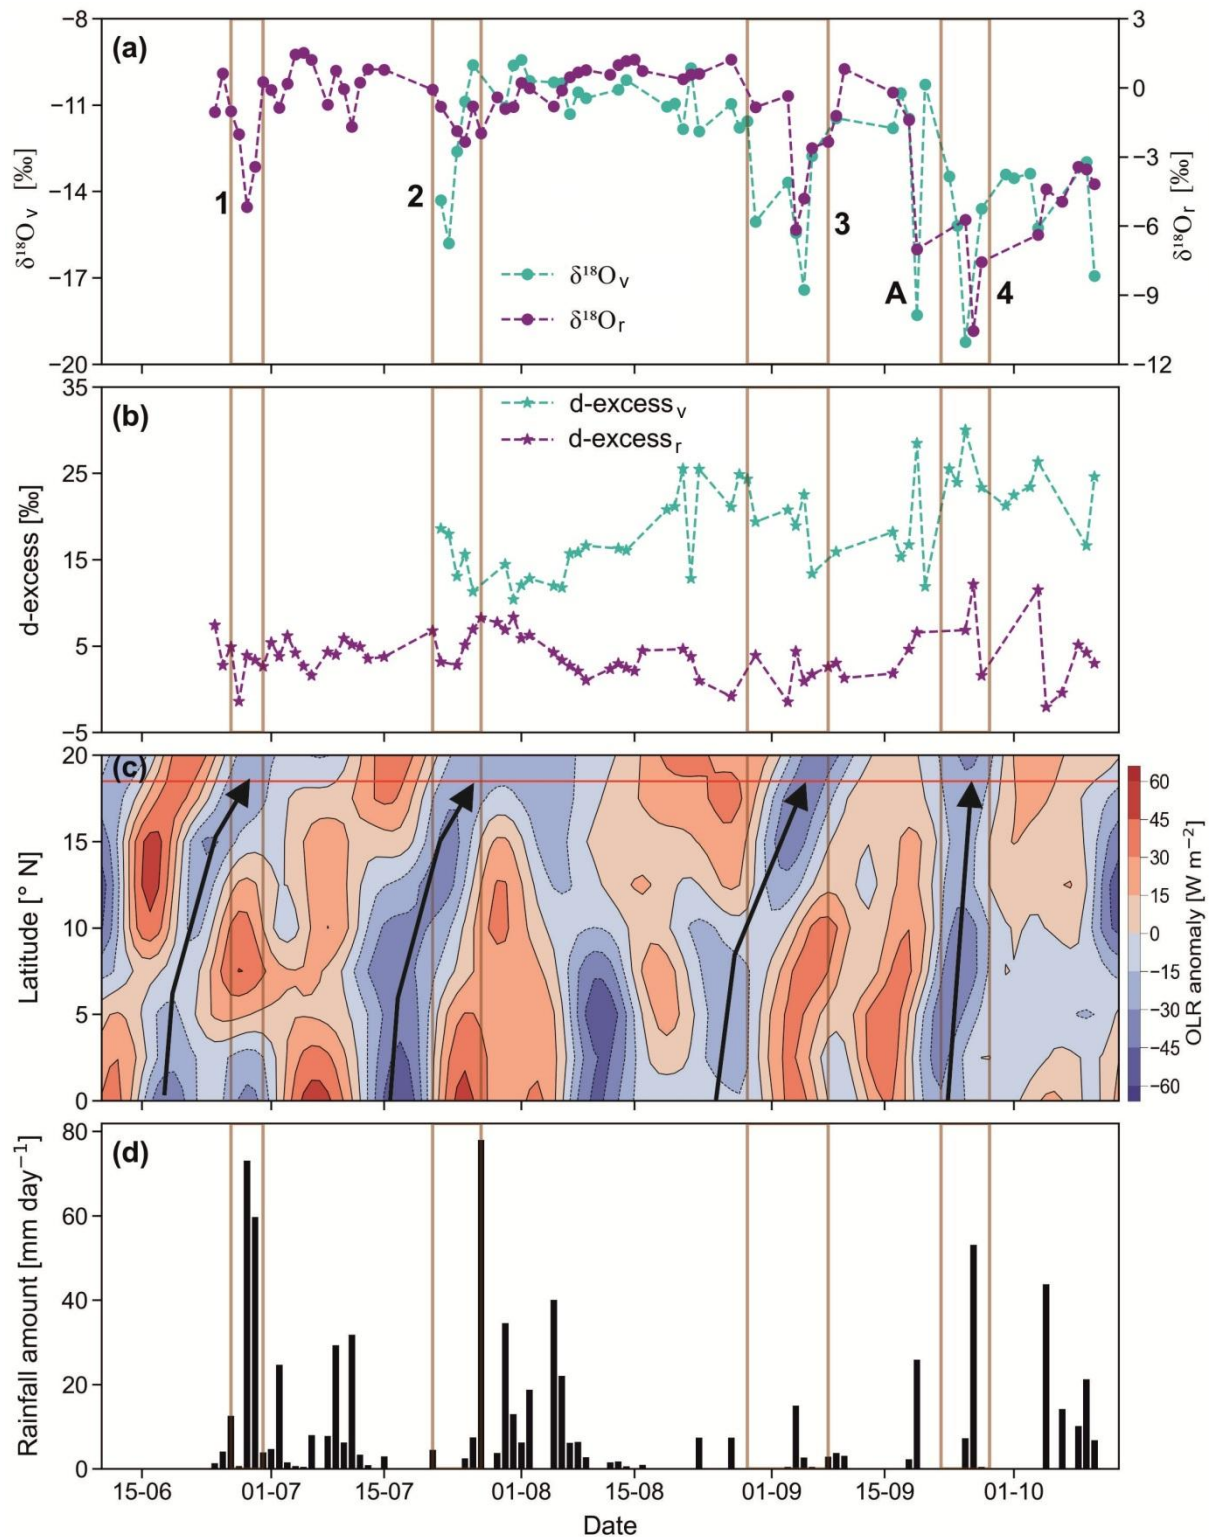 (a)
−8
−11
−14
−17
−20
δ¹⁸Oᵥ [‰]
3
0
−3
−6
−9
−12
δ¹⁸Oᵣ [‰]
1
2
3
A
4
δ¹⁸Oᵥ
δ¹⁸Oᵣ
(b)
35
25
15
5
−5
d-excess [‰]
d-excessᵥ
d-excessᵣ
(c)
20
15
10
5
0
Latitude [° N]
60
45
30
15
0
−15
−30
−45
−60
OLR anomaly [W m⁻²]
(d)
80
60
40
20
0
Rainfall amount [mm day⁻¹]
15-06 01-07 15-07 01-08 15-08 01-09 15-09 01-10
Date